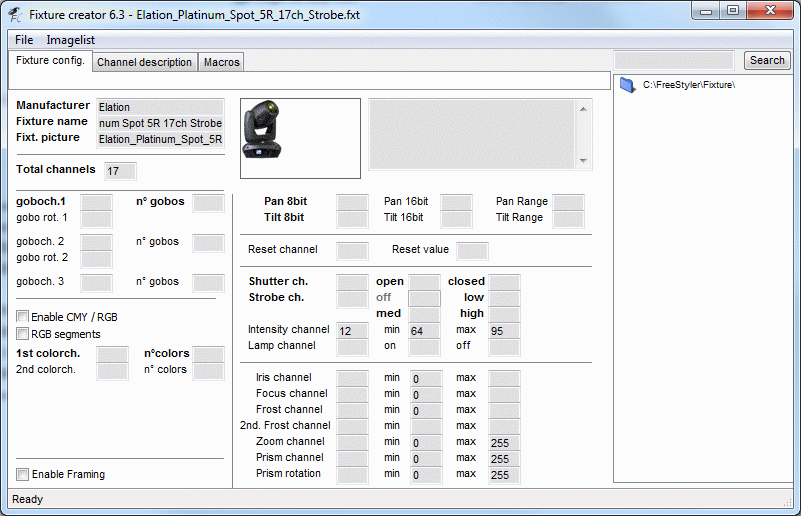 Fixture creator 6.3 - Elation_Platinum_Spot_5R_17ch_Strobe.fxt
File Imagelist
Fixture config. Channel description Macros
Search
C:\FreeStyler\Fixture\
Manufacturer Elation
Fixture name num Spot 5R 17ch Strobe
Fixt. picture Elation_Platinum_Spot_5R
Total channels 17
goboch.1 n° gobos
gobo rot. 1
goboch. 2 n° gobos
gobo rot. 2
goboch. 3 n° gobos
Enable CMY / RGB
RGB segments
1st colorch. n°colors
2nd colorch. n° colors
Enable Framing
Pan 8bit Pan 16bit Pan Range
Tilt 8bit Tilt 16bit Tilt Range
Reset channel Reset value
Shutter ch. open closed
Strobe ch. off low
med high
Intensity channel 12 min 64 max 95
Lamp channel on off
Iris channel min 0 max
Focus channel min 0 max
Frost channel min 0 max
2nd. Frost channel min max
Zoom channel min 0 max 255
Prism channel min 0 max 255
Prism rotation min 0 max 255
Ready